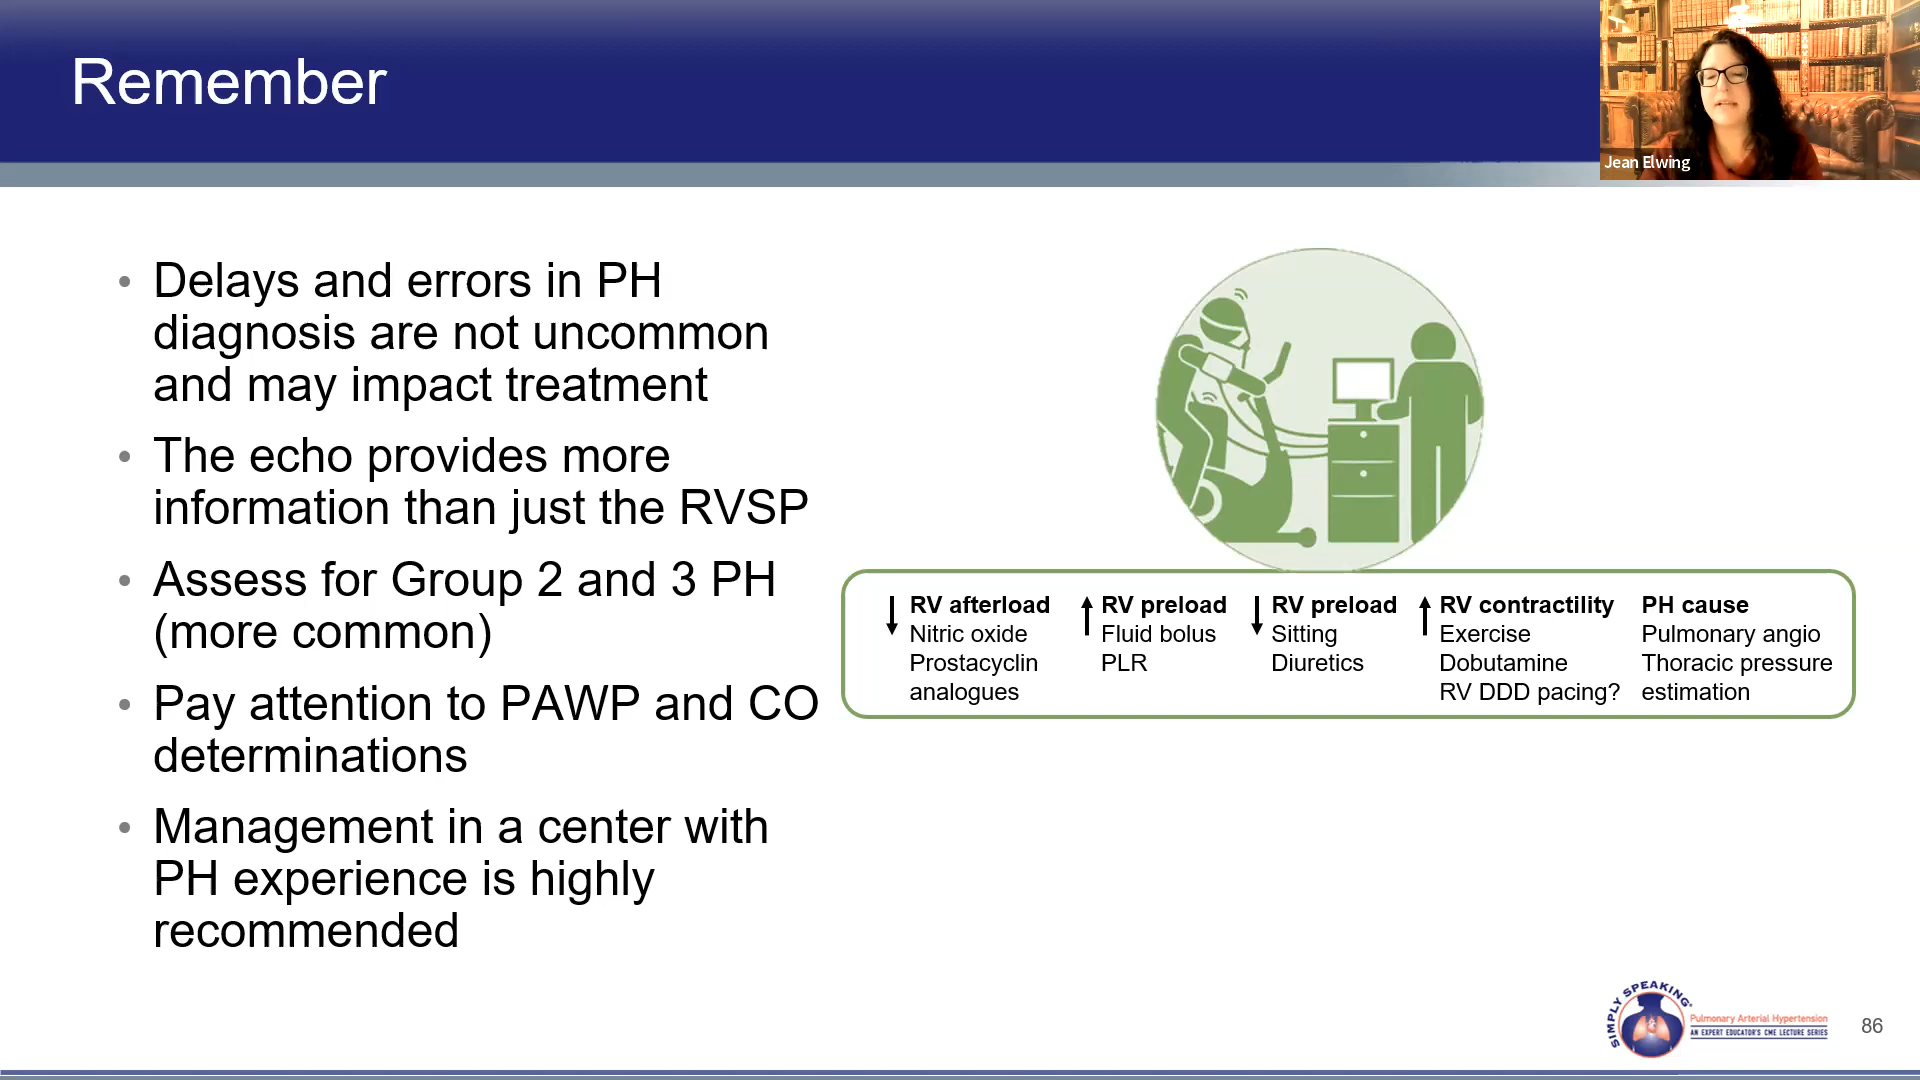 Remember
Jean Elwing
• Delays and errors in PH
diagnosis are not uncommon
and may impact treatment
• The echo provides more
information than just the RVSP
• Assess for Group 2 and 3 PH
(more common)
• Pay attention to PAWP and CO
determinations
• Management in a center with
PH experience is highly
recommended
↓ RV afterload
Nitric oxide
Prostacyclin
analogues
↑ RV preload
Fluid bolus
PLR
↓ RV preload
Sitting
Diuretics
↑ RV contractility
Exercise
Dobutamine
RV DDD pacing?
PH cause
Pulmonary angio
Thoracic pressure
estimation
SIMPLY SPEAKING®
Pulmonary Arterial Hypertension
AN EXPERT EDUCATOR'S CME LECTURE SERIES
86